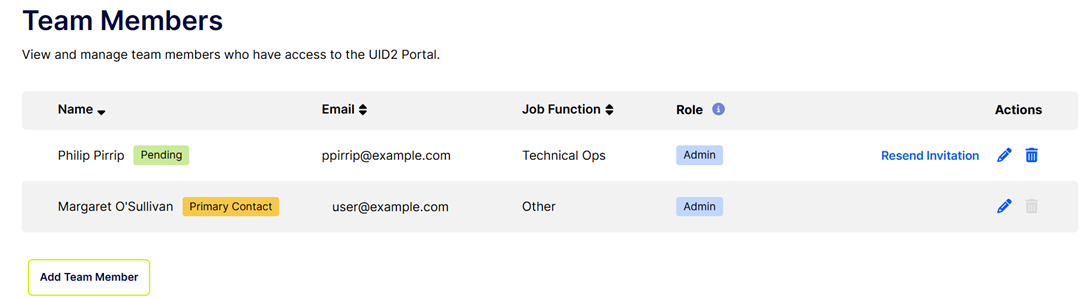 Team Members
View and manage team members who have access to the UID2 Portal.
Name Email Job Function Role Actions
Philip Pirrip Pending ppirrip@example.com Technical Ops Admin Resend Invitation
Margaret O'Sullivan Primary Contact user@example.com Other Admin
Add Team Member